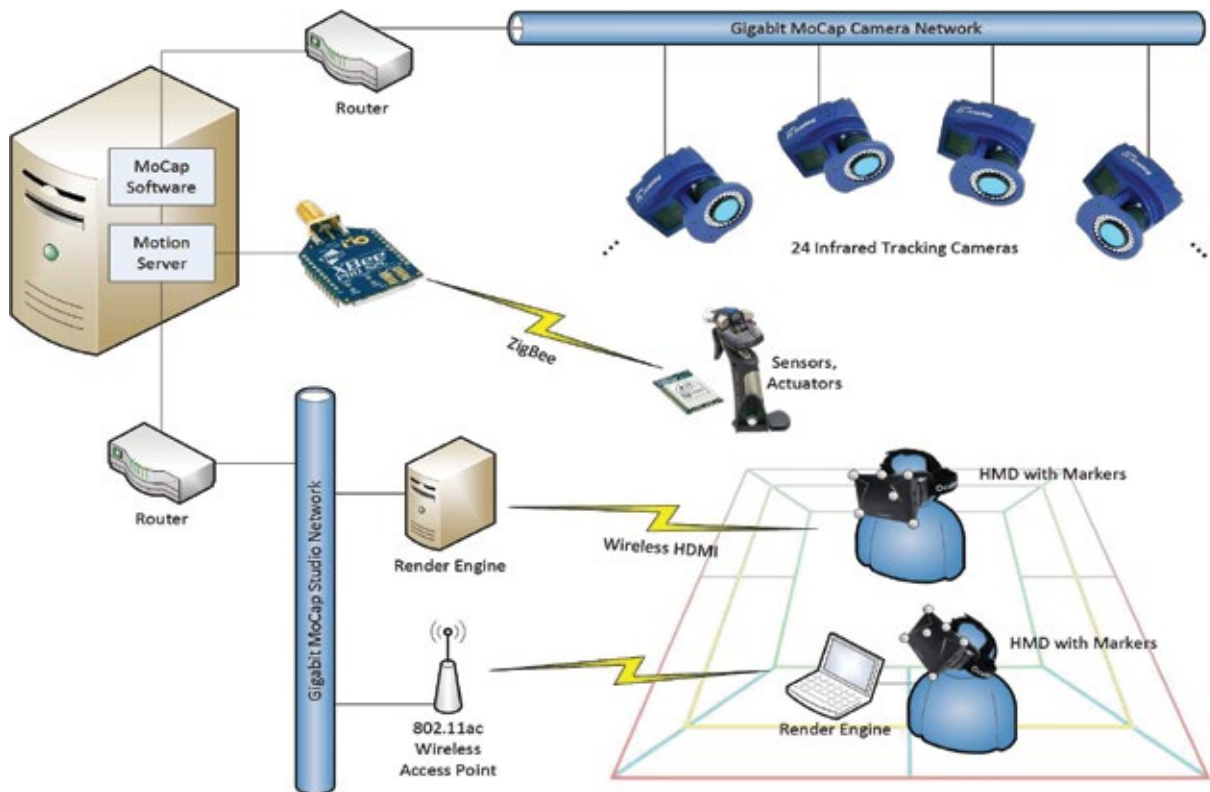 Gigabit MoCap Camera Network
Router
MoCap
Software
Motion
Server
24 Infrared Tracking Cameras
XBee
ZigBee
Sensors,
Actuators
Router
Gigabit MoCap Studio Network
Render Engine
Wireless HDMI
HMD with Markers
HMD with Markers
Render Engine
802.11ac
Wireless
Access Point